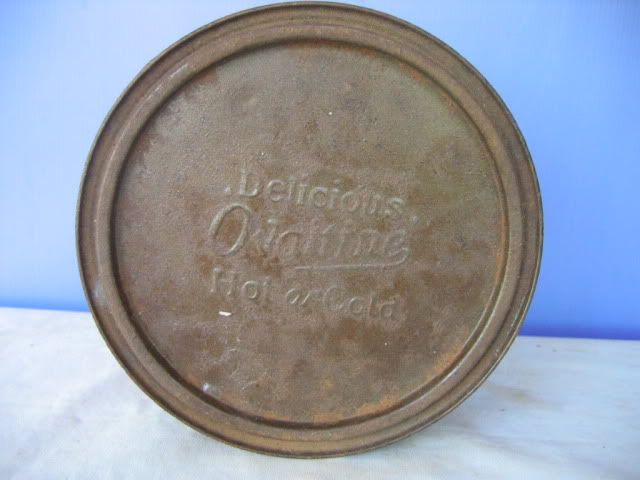 Delicious
Ovaltine
Hot or Cold